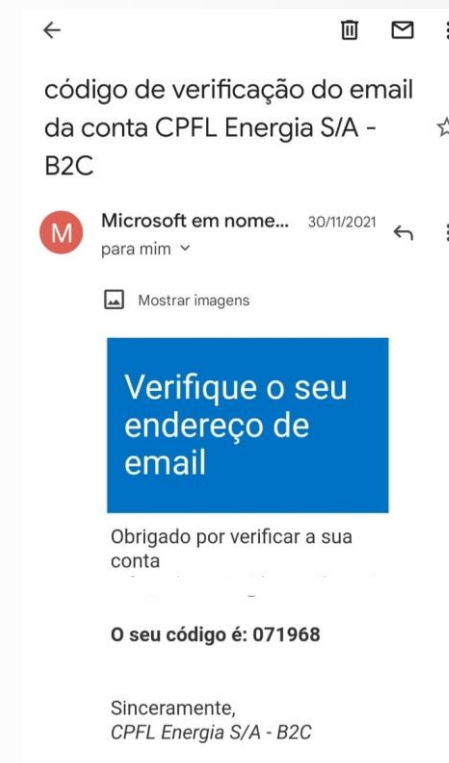 código de verificação do email
da conta CPFL Energia S/A -
B2C
M
Microsoft em nome... 30/11/2021
para mim
Mostrar imagens
Verifique o seu
endereço de
email
Obrigado por verificar a sua
conta
O seu código é: 071968
Sinceramente,
CPFL Energia S/A - B2C